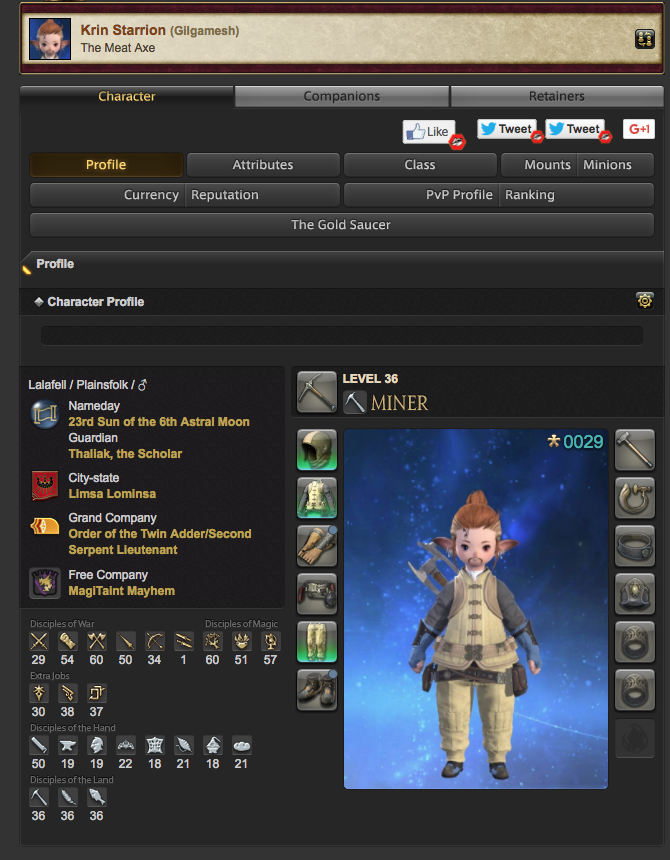 Krin Starrion (Gilgamesh)
The Meat Axe
Character Companions Retainers
Like Tweet Tweet G+1
Profile Attributes Class Mounts Minions
Currency Reputation PvP Profile Ranking
The Gold Saucer
Profile
Character Profile
Lalafell / Plainsfolk / ♂
Nameday
23rd Sun of the 6th Astral Moon
Guardian
Thaliak, the Scholar
City-state
Limsa Lominsa
Grand Company
Order of the Twin Adder/Second
Serpent Lieutenant
Free Company
MagiTaint Mayhem
LEVEL 36
MINER
0029
Disciples of War Disciples of Magic
29 54 60 50 34 1 60 51 57
Extra Jobs
30 38 37
Disciples of the Hand
50 19 19 22 18 21 18 21
Disciples of the Land
36 36 36